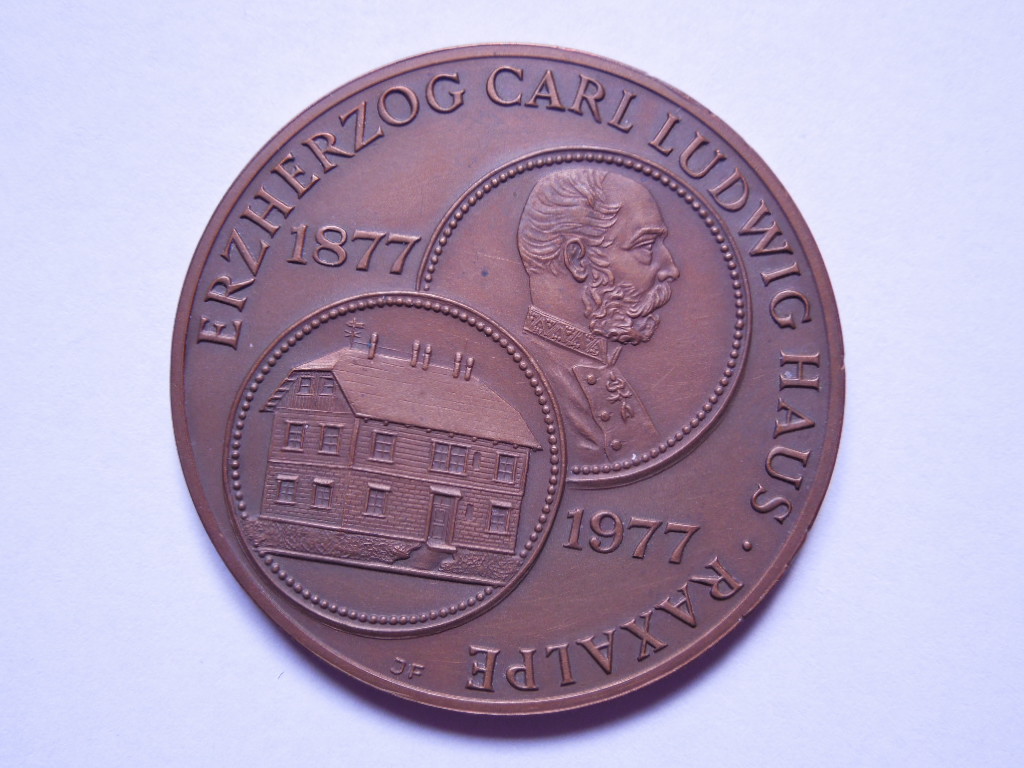 ERZHERZOG CARL LUDWIG HAUS · RAXALPE
1877
1977
JF